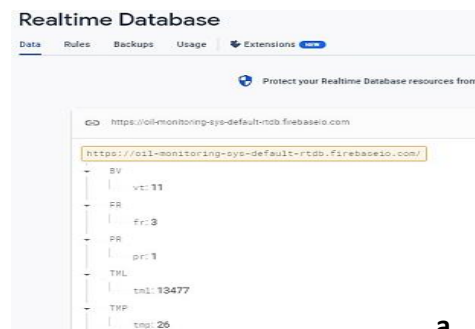 Realtime Database
Data Rules Backups Usage Extensions NEW
Protect your Realtime Database resources from
https://oil-monitoring-sys-default-rtdb.firebaseio.com
https://oil-monitoring-sys-default-rtdb.firebaseio.com/
BV
vt: 11
FR
fr: 3
PR
pr: 1
TML
tml: 13477
TMP
tmp: 26
a